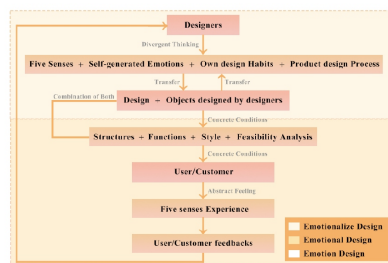 Designers
Divergent Thinking
Five Senses + Self-generated Emotions + Own design Habits + Product design Process
Transfer Transfer
Combination of Both
Design + Objects designed by designers
Concrete Conditions
Structures + Functions + Style + Feasibility Analysis
Concrete Conditions
User/Customer
Abstract Feeling
Five senses Experience
User/Customer feedbacks
Emotionalize Design
Emotional Design
Emotion Design